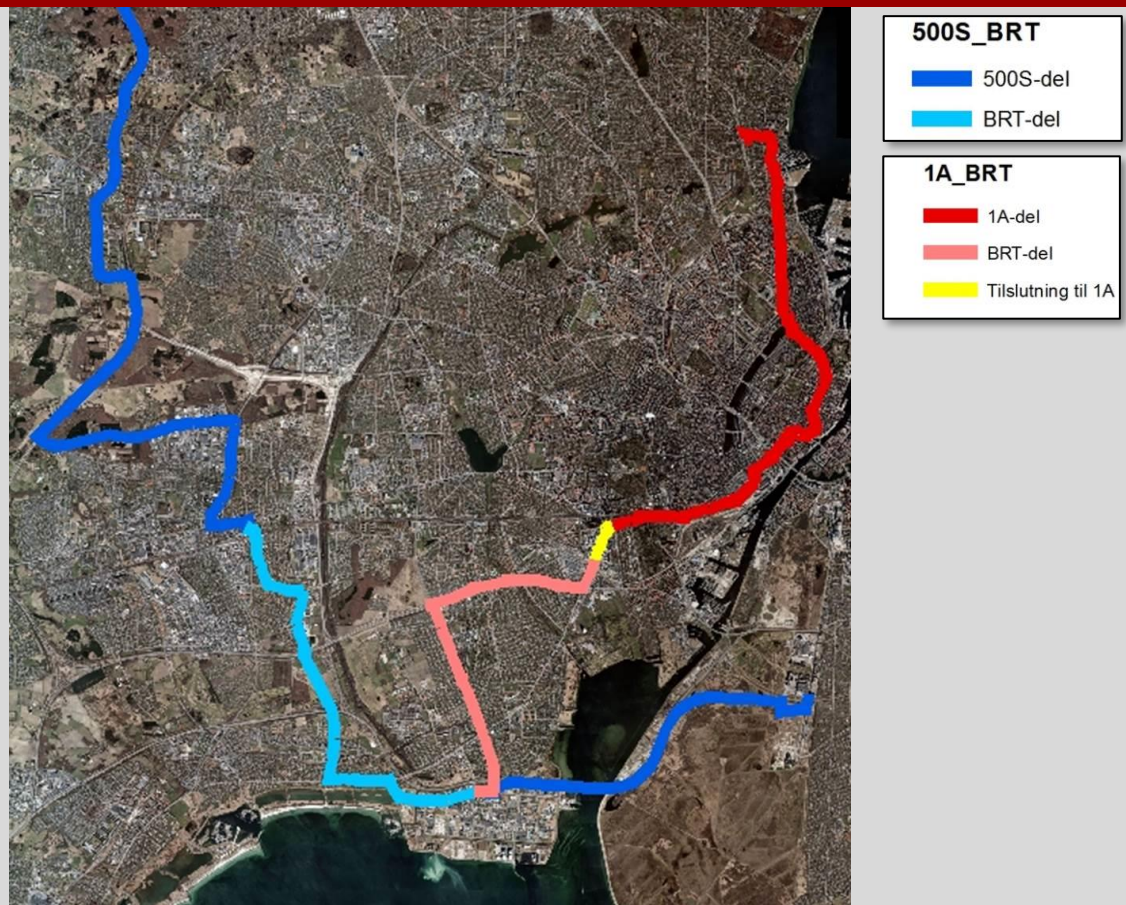 500S_BRT
500S-del
BRT-del
1A_BRT
1A-del
BRT-del
Tilslutning til 1A